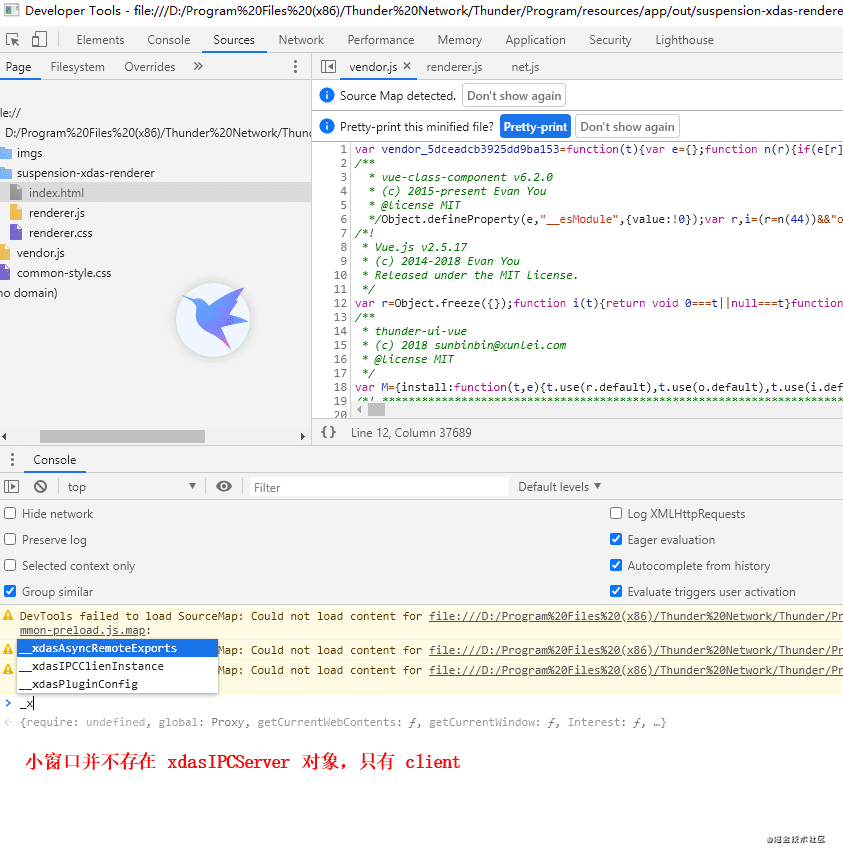 Developer Tools - file:///D:/Program%20Files%20(x86)/Thunder%20Network/Thunder/Program/resources/app/out/suspension-xdas-rendere
Elements Console Sources Network Performance Memory Application Security Lighthouse
Page Filesystem Overrides » vendor.js × renderer.js net.js
Source Map detected. Don't show again
Pretty-print this minified file? Pretty-print Don't show again
le://
D:/Program%20Files%20(x86)/Thunder%20Network/Thund
imgs
suspension-xdas-renderer
index.html
renderer.js
renderer.css
vendor.js
common-style.css
no domain)
1 var vendor_5dceadcb3925dd9ba153=function(t){var e={};function n(r){if(e[r]
2 /**
3 * vue-class-component v6.2.0
4 * (c) 2015-present Evan You
5 * @license MIT
6 */Object.defineProperty(e,"__esModule",{value:!0});var r,i=(r=n(44))&&"o
7 /*!
8 * Vue.js v2.5.17
9 * (c) 2014-2018 Evan You
10 * Released under the MIT License.
11 */
12 var r=Object.freeze({});function i(t){return void 0===t||null===t}function
13 /**
14 * thunder-ui-vue
15 * (c) 2018 sunbinbin@xunlei.com
16 * @license MIT
17 */
18 var M={install:function(t,e){t.use(r.default),t.use(o.default),t.use(i.def
19 /*! **********************************************************************
20
{} Line 12, Column 37689
Console
top ▼ Filter Default levels ▼
Hide network Log XMLHttpRequests
Preserve log Eager evaluation
Selected context only Autocomplete from history
Group similar Evaluate triggers user activation
DevTools failed to load SourceMap: Could not load content for file:///D:/Program%20Files%20(x86)/Thunder%20Network/Thunder/Pr
mmon-preload.js.map:
__xdasAsyncRemoteExports Map: Could not load content for file:///D:/Program%20Files%20(x86)/Thunder%20Network/Thunder/Pr
__xdasIPCClienInstance Map: Could not load content for file:///D:/Program%20Files%20(x86)/Thunder%20Network/Thunder/Pr
__xdasPluginConfig
> _x
{require: undefined, global: Proxy, getCurrentWebContents: ƒ, getCurrentWindow: ƒ, Interest: ƒ, …}
小窗口并不存在 xdasIPCServer 对象，只有 client
@掘金技术社区